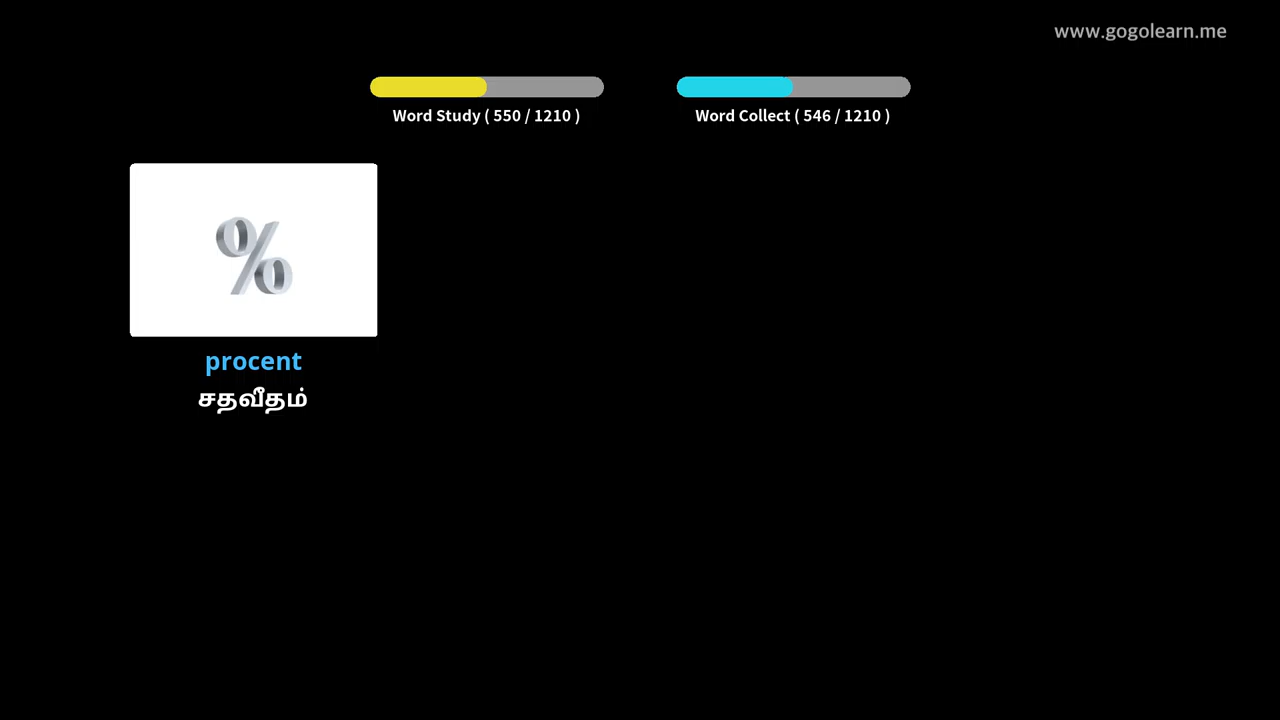 www.gogolearn.me
Word Study ( 550 / 1210 )
Word Collect ( 546 / 1210 )
%
procent
சதவீதம்